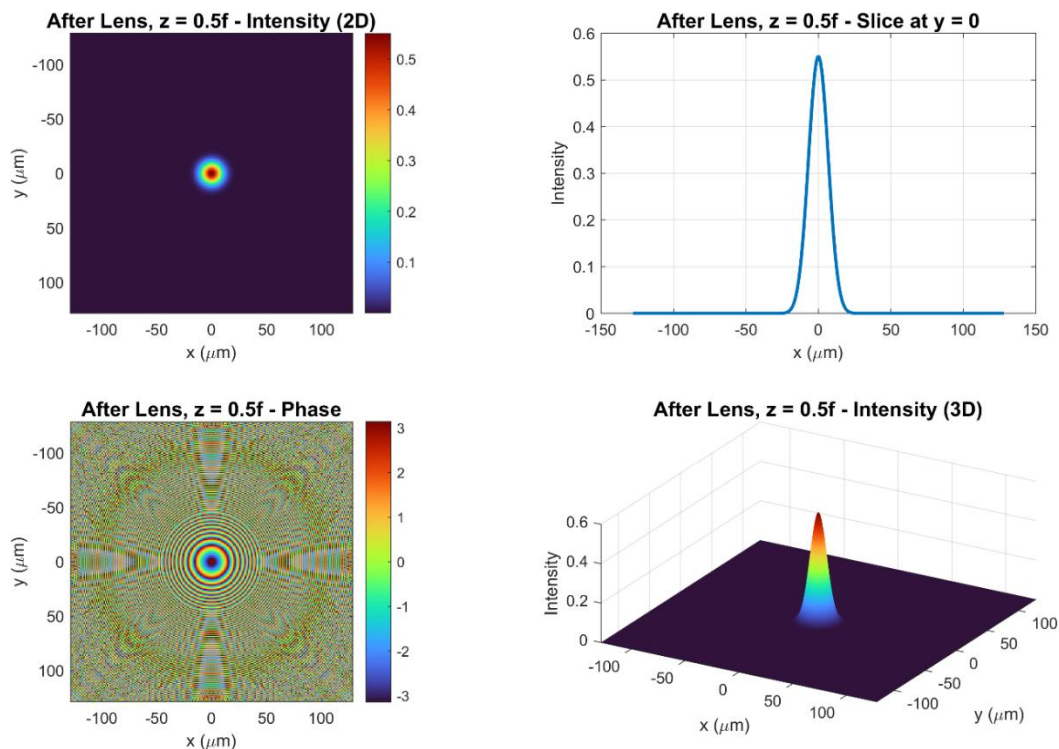 After Lens, z = 0.5f - Intensity (2D)
-100
-50
0
50
100
y (μm)
-100 -50 0 50 100
x (μm)
0.5
0.4
0.3
0.2
0.1
After Lens, z = 0.5f - Slice at y = 0
0.6
0.5
0.4
0.3
0.2
0.1
0
Intensity
-150 -100 -50 0 50 100 150
x (μm)
After Lens, z = 0.5f - Phase
-100
-50
0
50
100
y (μm)
-100 -50 0 50 100
x (μm)
3
2
1
0
-1
-2
-3
After Lens, z = 0.5f - Intensity (3D)
0.6
0.4
0.2
0
Intensity
-100 -50 0 50 100
x (μm)
100
50
0
-50
-100
y (μm)